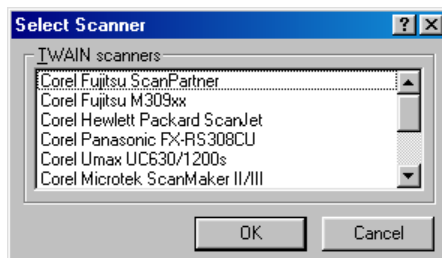 Select Scanner
TWAIN scanners
Corel Fujitsu ScanPartner
Corel Fujitsu M309xx
Corel Hewlett Packard ScanJet
Corel Panasonic FX-RS308CU
Corel Umax UC630/1200s
Corel Microtek ScanMaker II/III
OK
Cancel